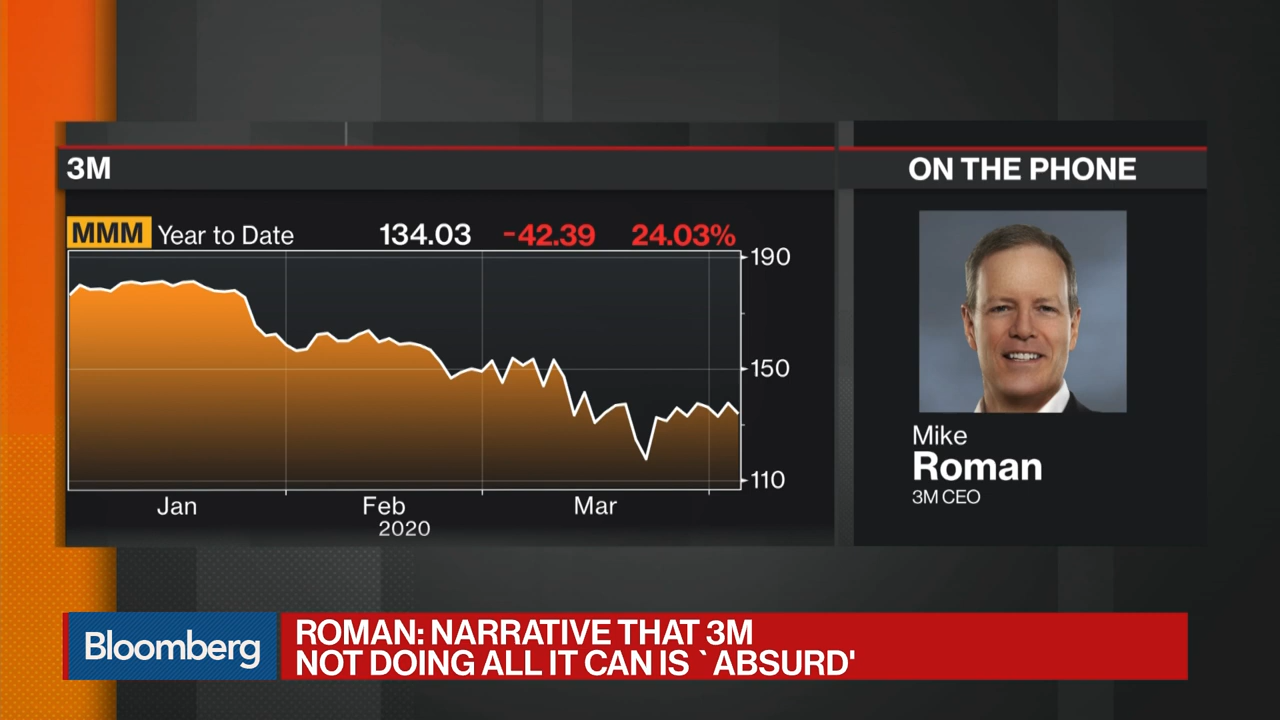 3M
ON THE PHONE
MMM Year to Date 134.03 -42.39 24.03%
190
150
110
Jan Feb Mar
2020
Mike
Roman
3M CEO
Bloomberg
ROMAN: NARRATIVE THAT 3M
NOT DOING ALL IT CAN IS `ABSURD'